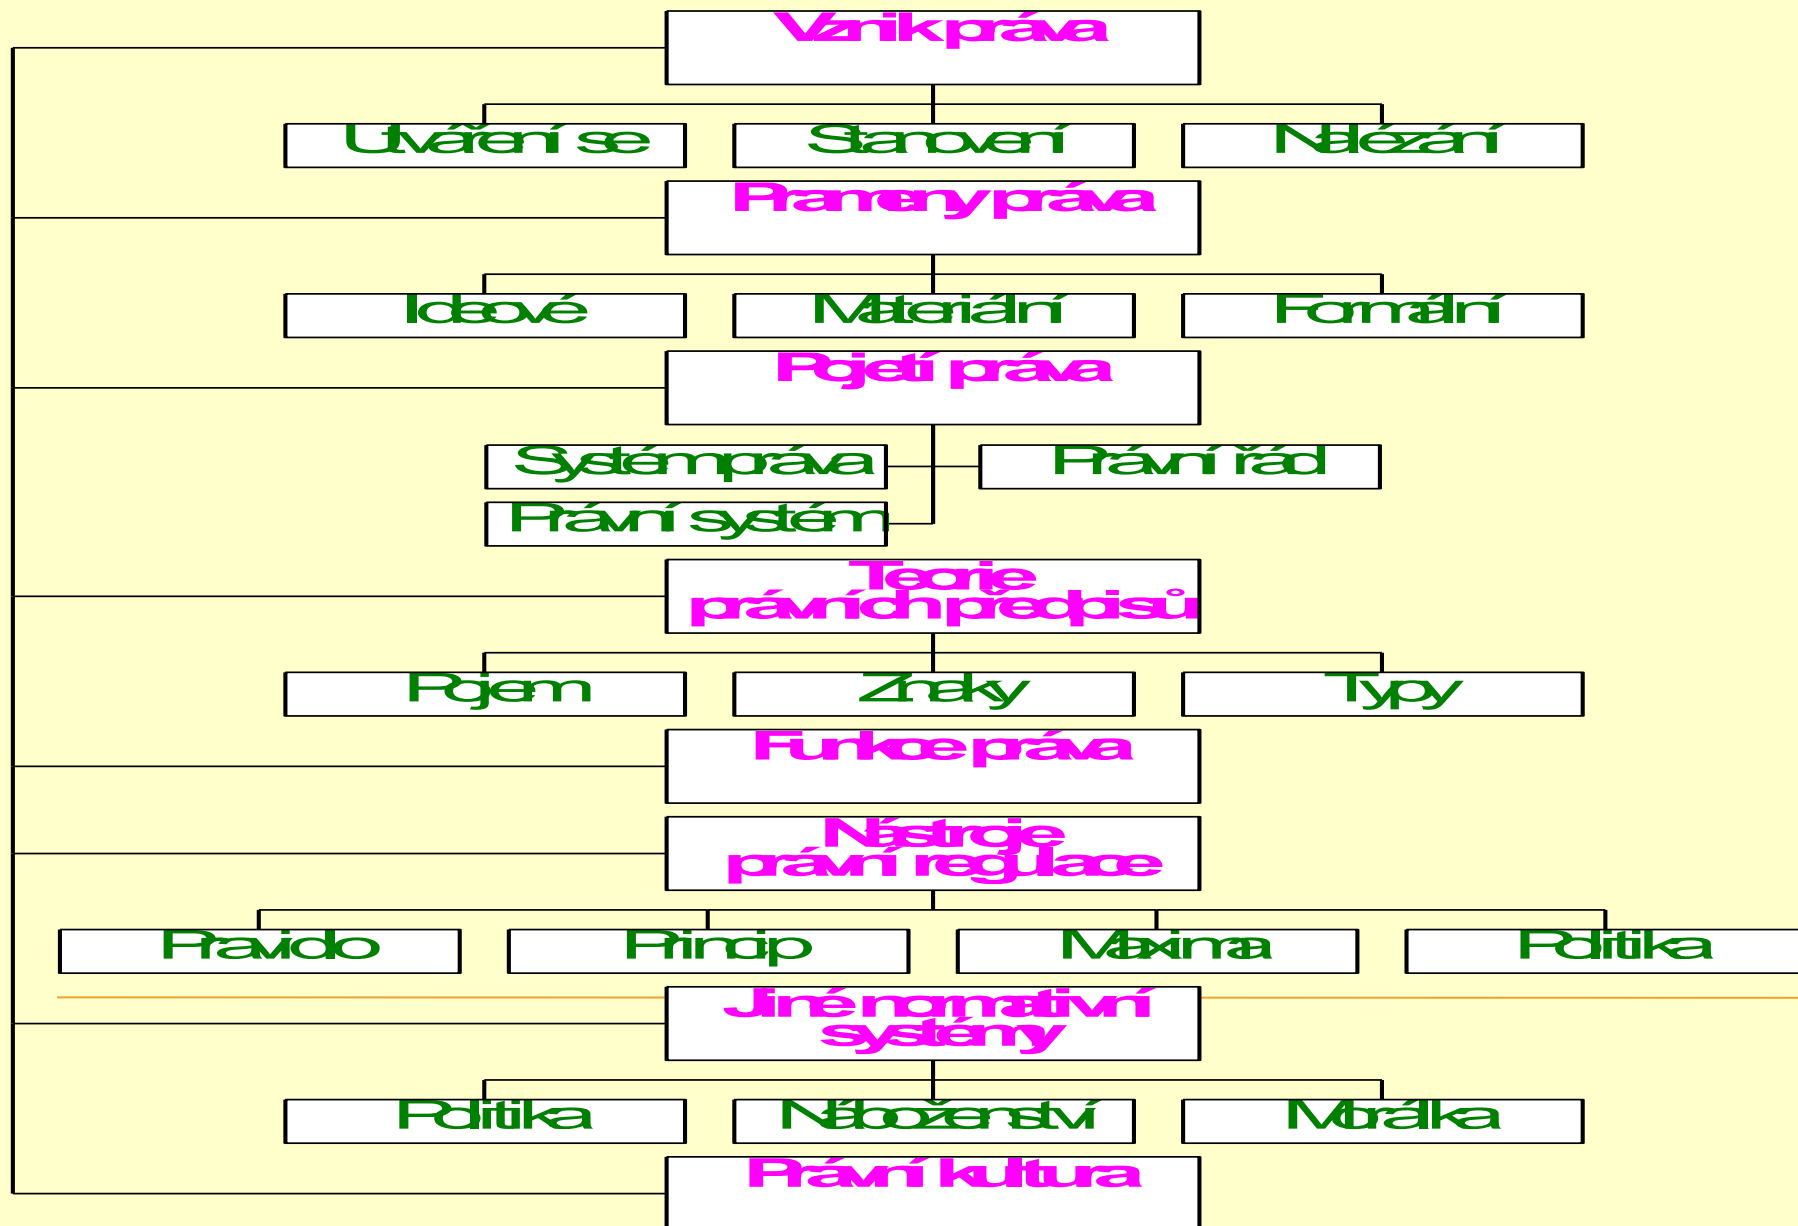 Vznik práva
Utváření se
Stanovení
Nalézání
Prameny práva
Ideové
Materiální
Formální
Pojetí práva
Systém práva
Právní řád
Právní systém
Teorie
právních předpisů
Pojem
Znaky
Typy
Funkce práva
Nástroje
právní regulace
Pravidlo
Princip
Maxima
Politika
Jiné normativní
systémy
Politika
Náboženství
Morálka
Právní kultura